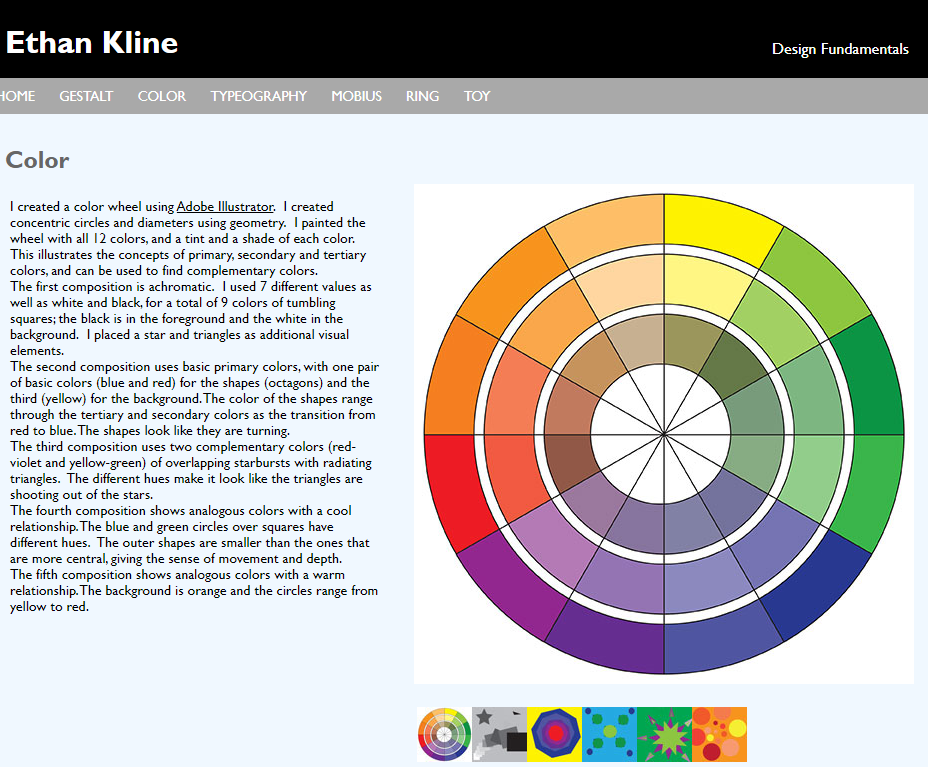 Ethan Kline
Design Fundamentals
HOME GESTALT COLOR TYPEOGRAPHY MOBIUS RING TOY
Color
I created a color wheel using Adobe Illustrator. I created
concentric circles and diameters using geometry. I painted the
wheel with all 12 colors, and a tint and a shade of each color.
This illustrates the concepts of primary, secondary and tertiary
colors, and can be used to find complementary colors.
The first composition is achromatic. I used 7 different values as
well as white and black, for a total of 9 colors of tumbling
squares; the black is in the foreground and the white in the
background. I placed a star and triangles as additional visual
elements.
The second composition uses basic primary colors, with one pair
of basic colors (blue and red) for the shapes (octagons) and the
third (yellow) for the background. The color of the shapes range
through the tertiary and secondary colors as the transition from
red to blue. The shapes look like they are turning.
The third composition uses two complementary colors (red-
violet and yellow-green) of overlapping starbursts with radiating
triangles. The different hues make it look like the triangles are
shooting out of the stars.
The fourth composition shows analogous colors with a cool
relationship. The blue and green circles over squares have
different hues. The outer shapes are smaller than the ones that
are more central, giving the sense of movement and depth.
The fifth composition shows analogous colors with a warm
relationship. The background is orange and the circles range from
yellow to red.